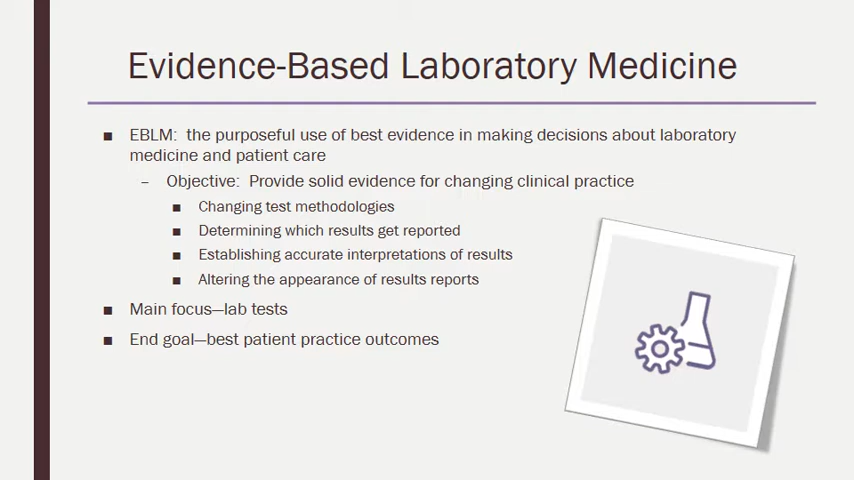 Evidence-Based Laboratory Medicine
■ EBLM: the purposeful use of best evidence in making decisions about laboratory
medicine and patient care
– Objective: Provide solid evidence for changing clinical practice
■ Changing test methodologies
■ Determining which results get reported
■ Establishing accurate interpretations of results
■ Altering the appearance of results reports
■ Main focus—lab tests
■ End goal—best patient practice outcomes